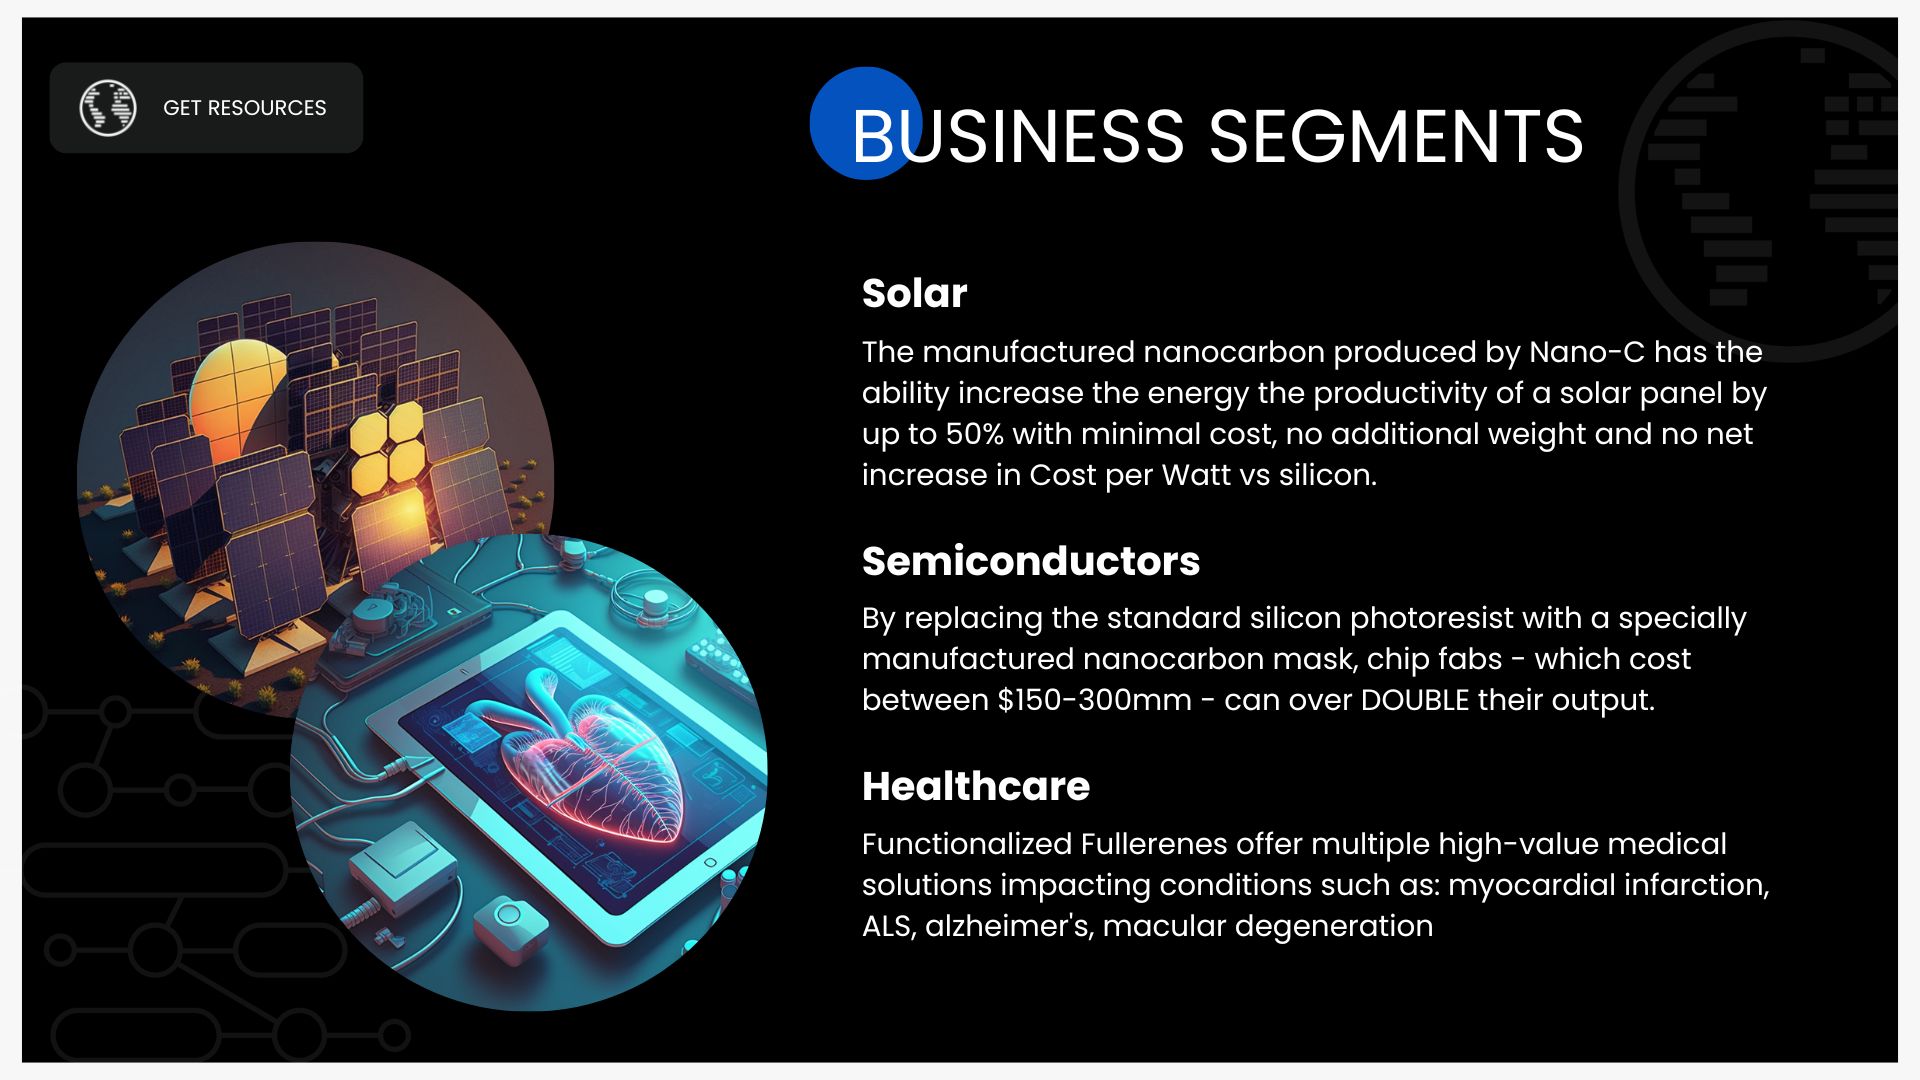 GET RESOURCES
BUSINESS SEGMENTS
Solar
The manufactured nanocarbon produced by Nano-C has the
ability increase the energy the productivity of a solar panel by
up to 50% with minimal cost, no additional weight and no net
increase in Cost per Watt vs silicon.
Semiconductors
By replacing the standard silicon photoresist with a specially
manufactured nanocarbon mask, chip fabs - which cost
between $150-300mm - can over DOUBLE their output.
Healthcare
Functionalized Fullerenes offer multiple high-value medical
solutions impacting conditions such as: myocardial infarction,
ALS, alzheimer's, macular degeneration